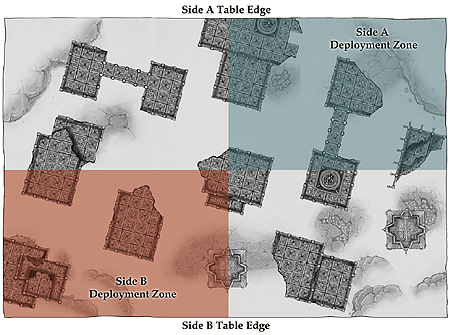 Side A Table Edge
Side A
Deployment Zone
Side B
Deployment Zone
Side B Table Edge